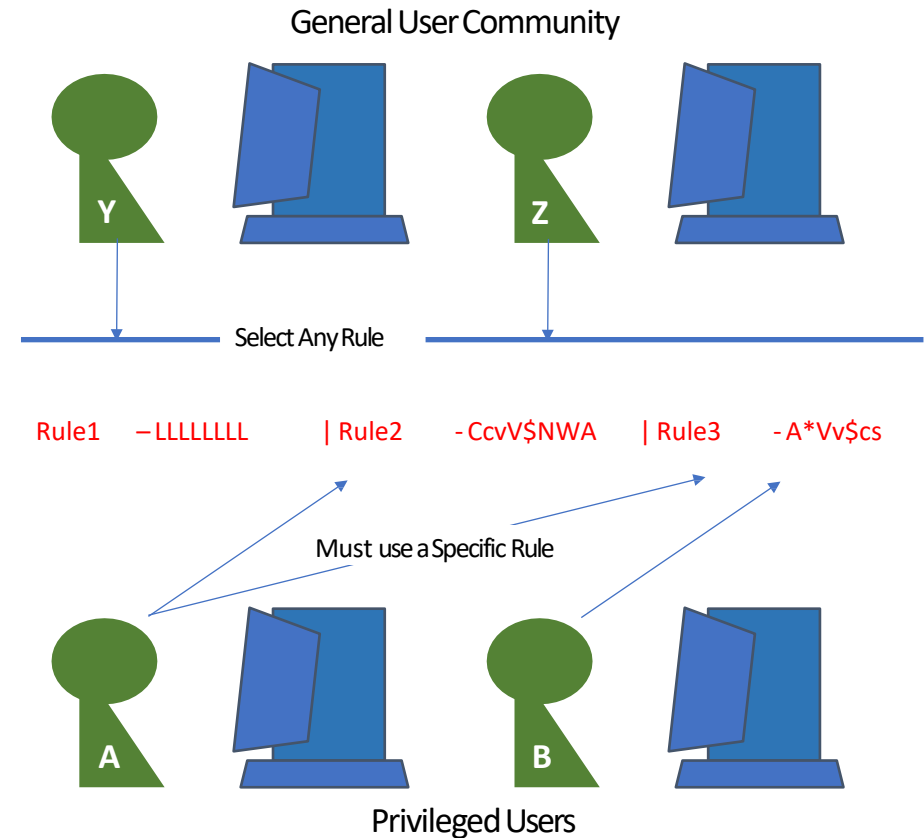 General User Community
Y Z
Select Any Rule
Rule1 – LLLLLLLL | Rule2 - CcvV$NWA | Rule3 - A*Vv$cs
Must use a Specific Rule
A B
Privileged Users